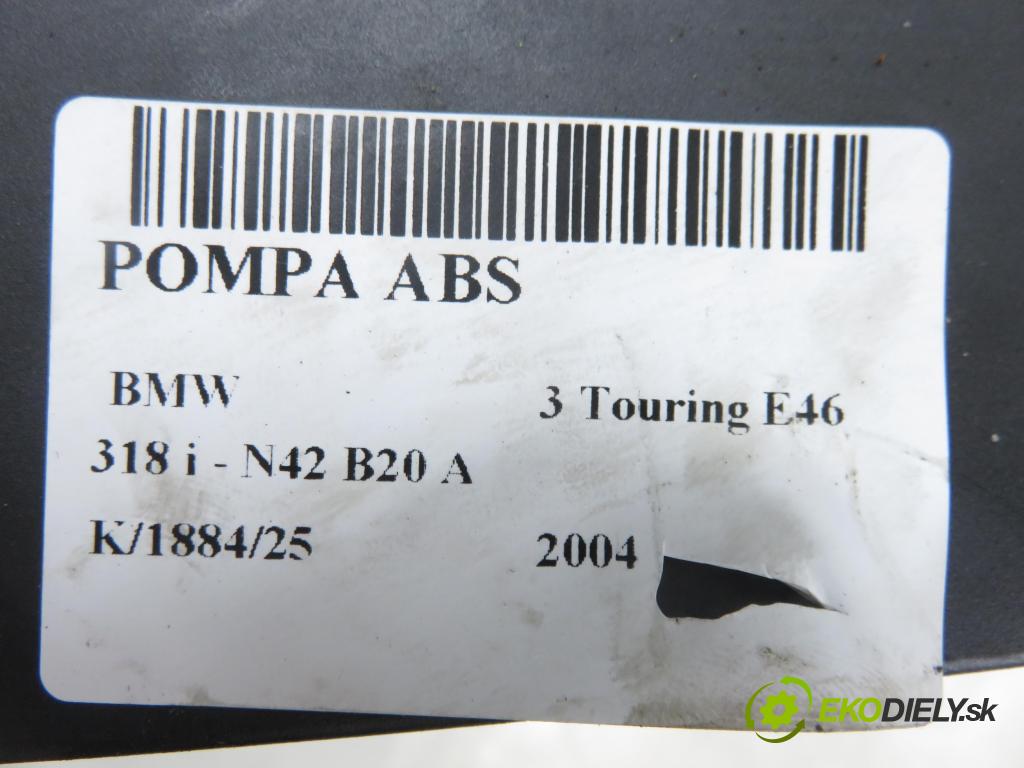 POMPA ABS
BMW 3 Touring E46
318 i - N42 B20 A
K/1884/25 2004
EKODIELY.sk